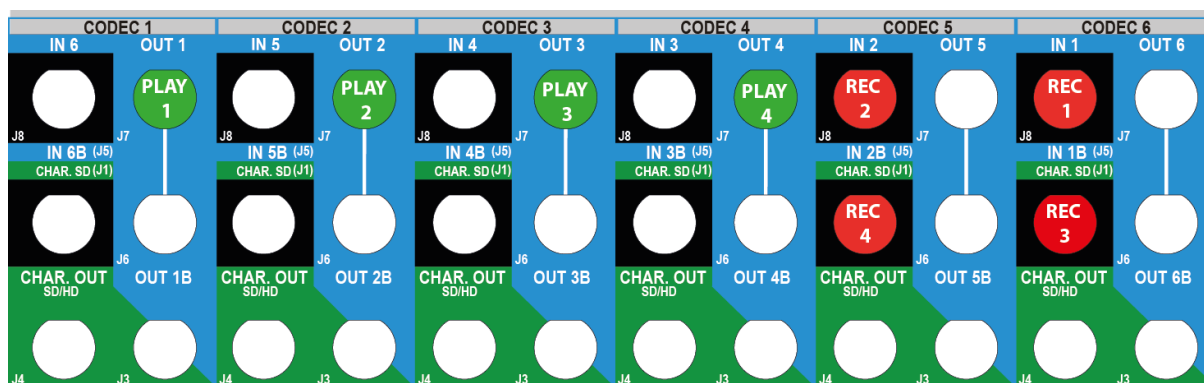 CODEC 1 CODEC 2 CODEC 3 CODEC 4 CODEC 5 CODEC 6
IN 6 OUT 1 IN 5 OUT 2 IN 4 OUT 3 IN 3 OUT 4 IN 2 OUT 5 IN 1 OUT 6
PLAY PLAY PLAY PLAY REC REC
1 2 3 4 2 1
J8 J7 J8 J7 J8 J7 J8 J7 J8 J7 J8 J7
IN 6B (J5) IN 5B (J5) IN 4B (J5) IN 3B (J5) IN 2B (J5) IN 1B (J5)
CHAR. SD (J1) CHAR. SD (J1) CHAR. SD (J1) CHAR. SD (J1) CHAR. SD (J1) CHAR. SD (J1)
REC REC
4 3
J6 J6 J6 J6 J6 J6
CHAR. OUT OUT 1B CHAR. OUT OUT 2B CHAR. OUT OUT 3B CHAR. OUT OUT 4B CHAR. OUT OUT 5B CHAR. OUT OUT 6B
SD/HD SD/HD SD/HD SD/HD SD/HD SD/HD
J4 J3 J4 J3 J4 J3 J4 J3 J4 J3 J4 J3